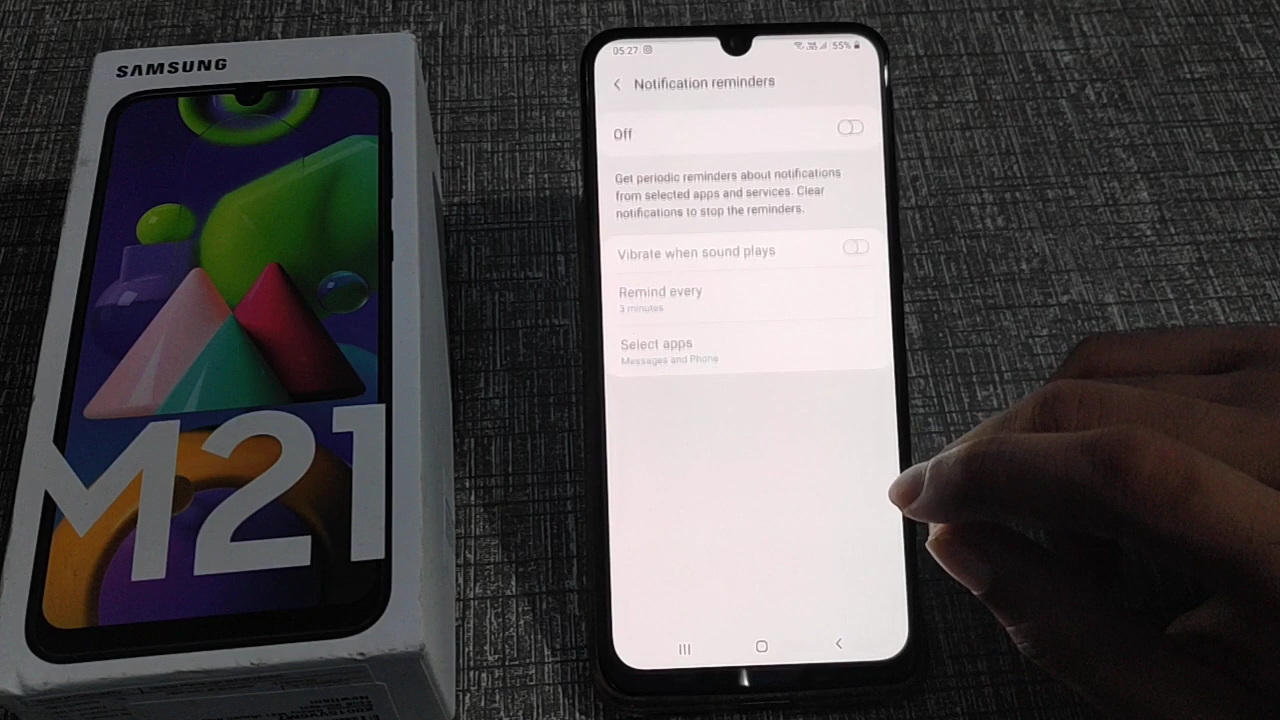 SAMSUNG
M21
05:27
55%
Notification reminders
Off
Get periodic reminders about notifications
from selected apps and services. Clear
notifications to stop the reminders.
Vibrate when sound plays
Remind every
3 minutes
Select apps
Messages and Phone